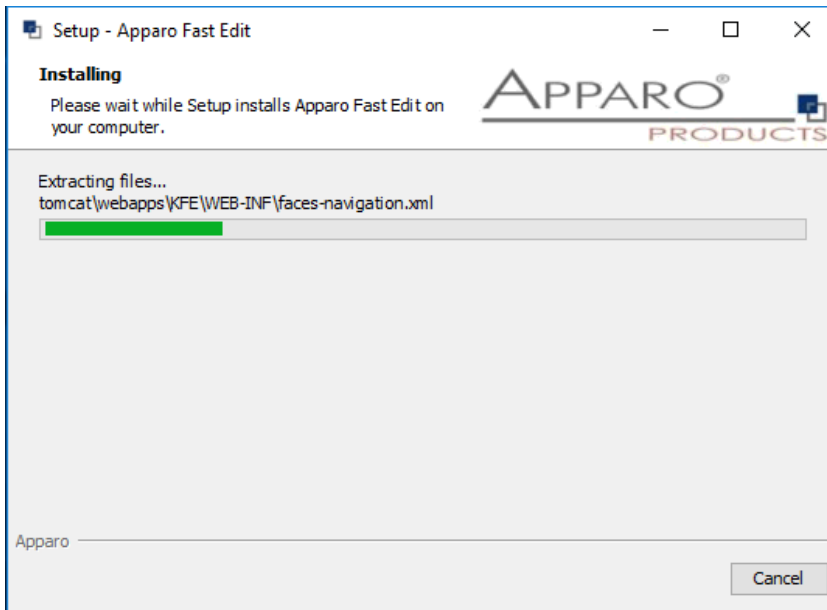 Setup - Apparo Fast Edit
Installing
Please wait while Setup installs Apparo Fast Edit on
your computer.
APPARO®
PRODUCTS
Extracting files...
tomcat\webapps\KFE\WEB-INF\faces-navigation.xml
Apparo
Cancel